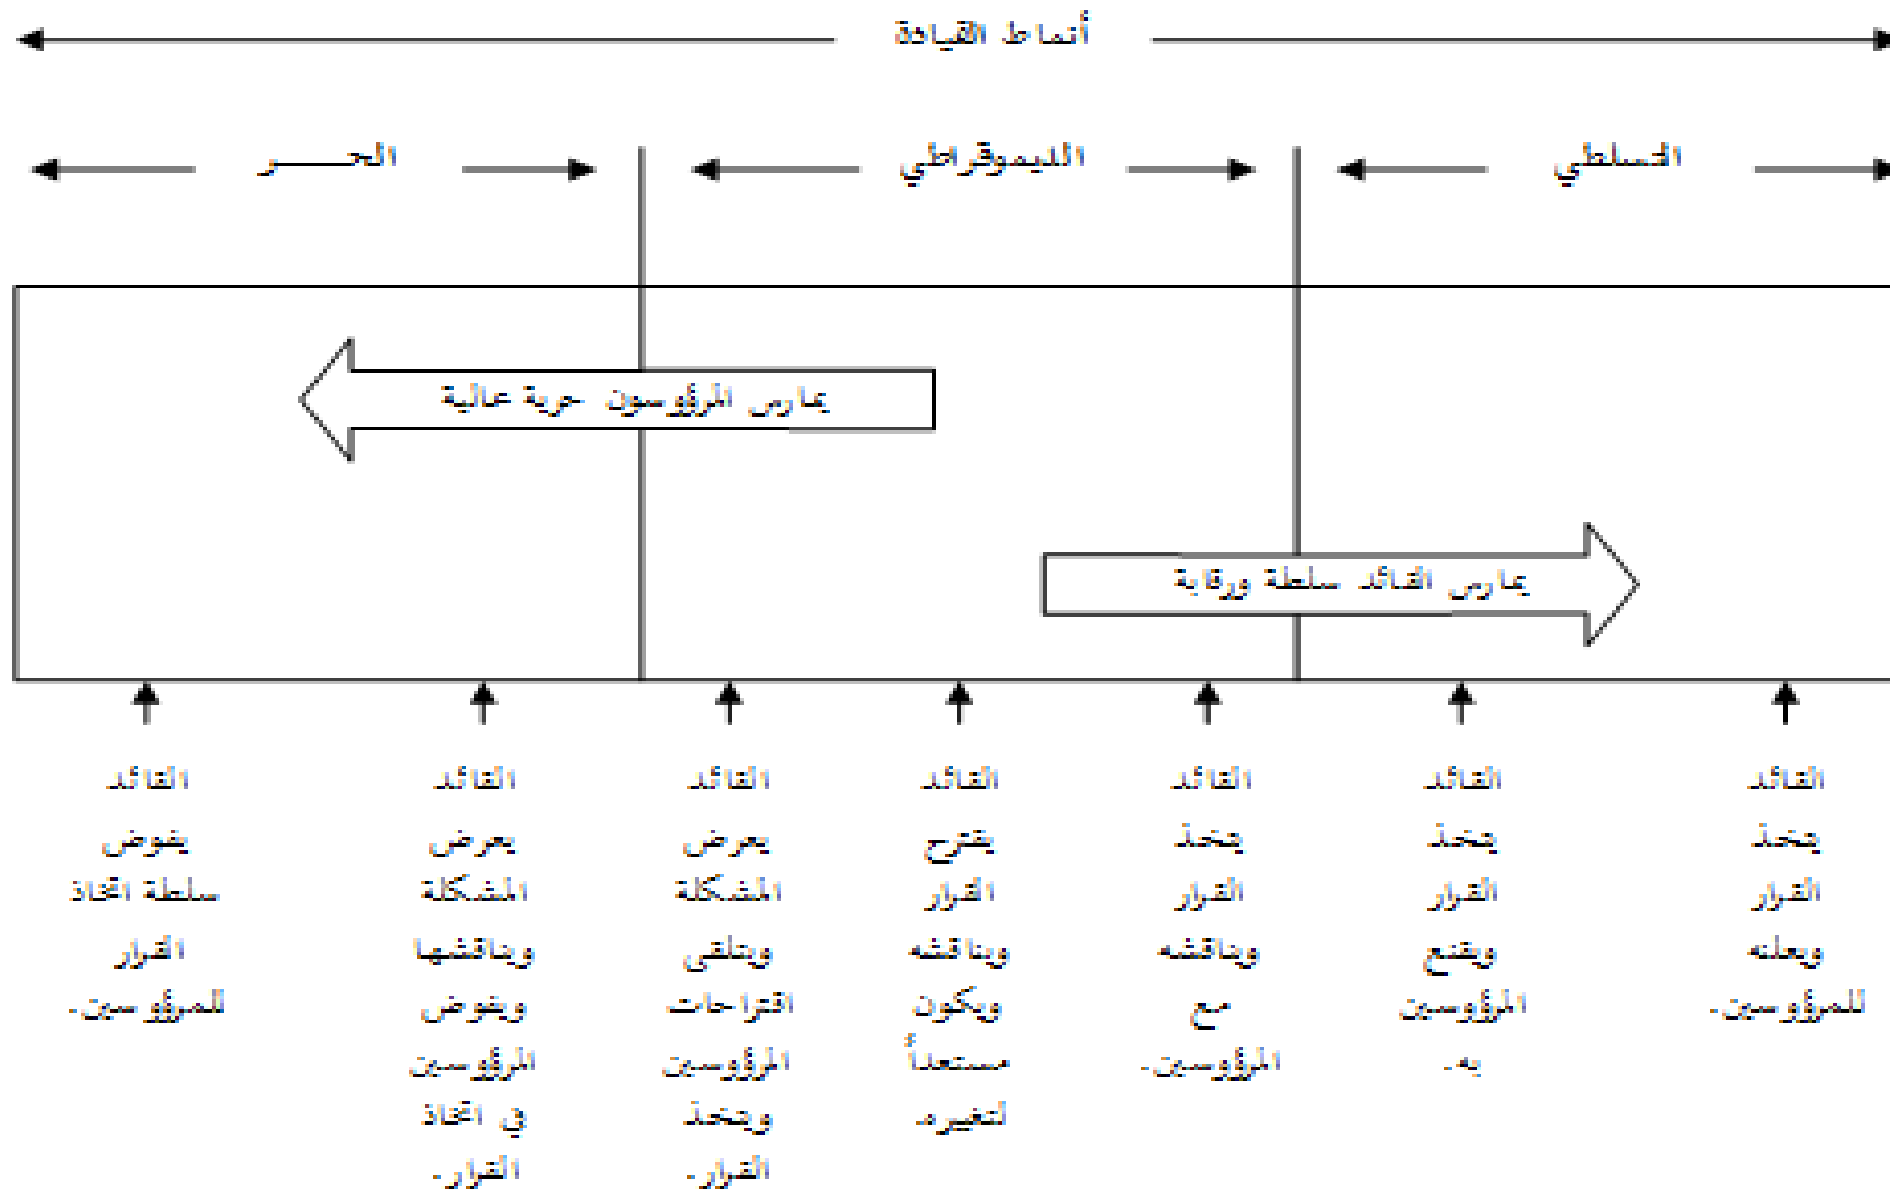 أنماط القيادة
التسلطي
الديموقراطي
الحـــــر
يمارس المرؤوسون حرية عالية
يمارس القائد سلطة ورقابة
القائد
يتخذ
القرار
ويعلنه
للمرؤوسين.
القائد
يتخذ
القرار
ويقنع
المرؤوسين
به.
القائد
يتخذ
القرار
ويناقشه
مع
المرؤوسين.
القائد
يقترح
القرار
ويناقشه
ويكون
مستعداً
لتغييره.
القائد
يعرض
المشكلة
ويتلقى
اقتراحات
المرؤوسين
ويتخذ
القرار.
القائد
يعرض
المشكلة
ويناقشها
ويفوض
المرؤوسين
في اتخاذ
القرار.
القائد
يفوض
سلطة اتخاذ
القرار
للمرؤوسين.